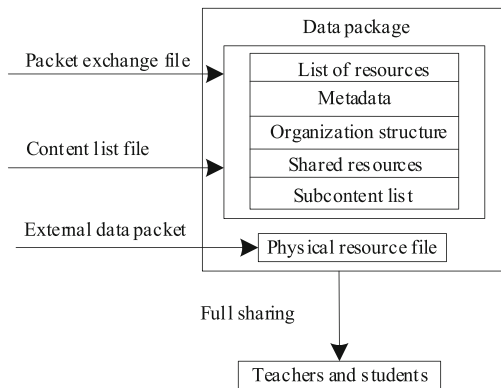 Data package
Packet exchange file
List of resources
Metadata
Organization structure
Content list file
Shared resources
Subcontent list
External data packet
Physical resource file
Full sharing
Teachers and students